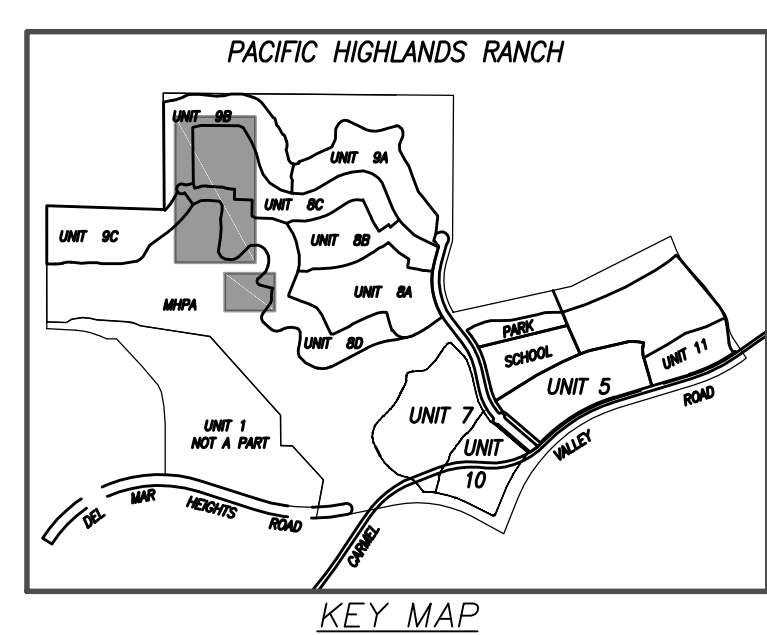 PACIFIC HIGHLANDS RANCH
UNIT 9B
UNIT 9A
UNIT 8C
UNIT 9C
UNIT 8B
UNIT 8A
MHPA
UNIT 8D
PARK
SCHOOL
UNIT 11
UNIT 5
ROAD
UNIT 7
UNIT 1
NOT A PART
UNIT
10
VALLEY
DEL
MAR
HEIGHTS
ROAD
CARMEL
KEY MAP